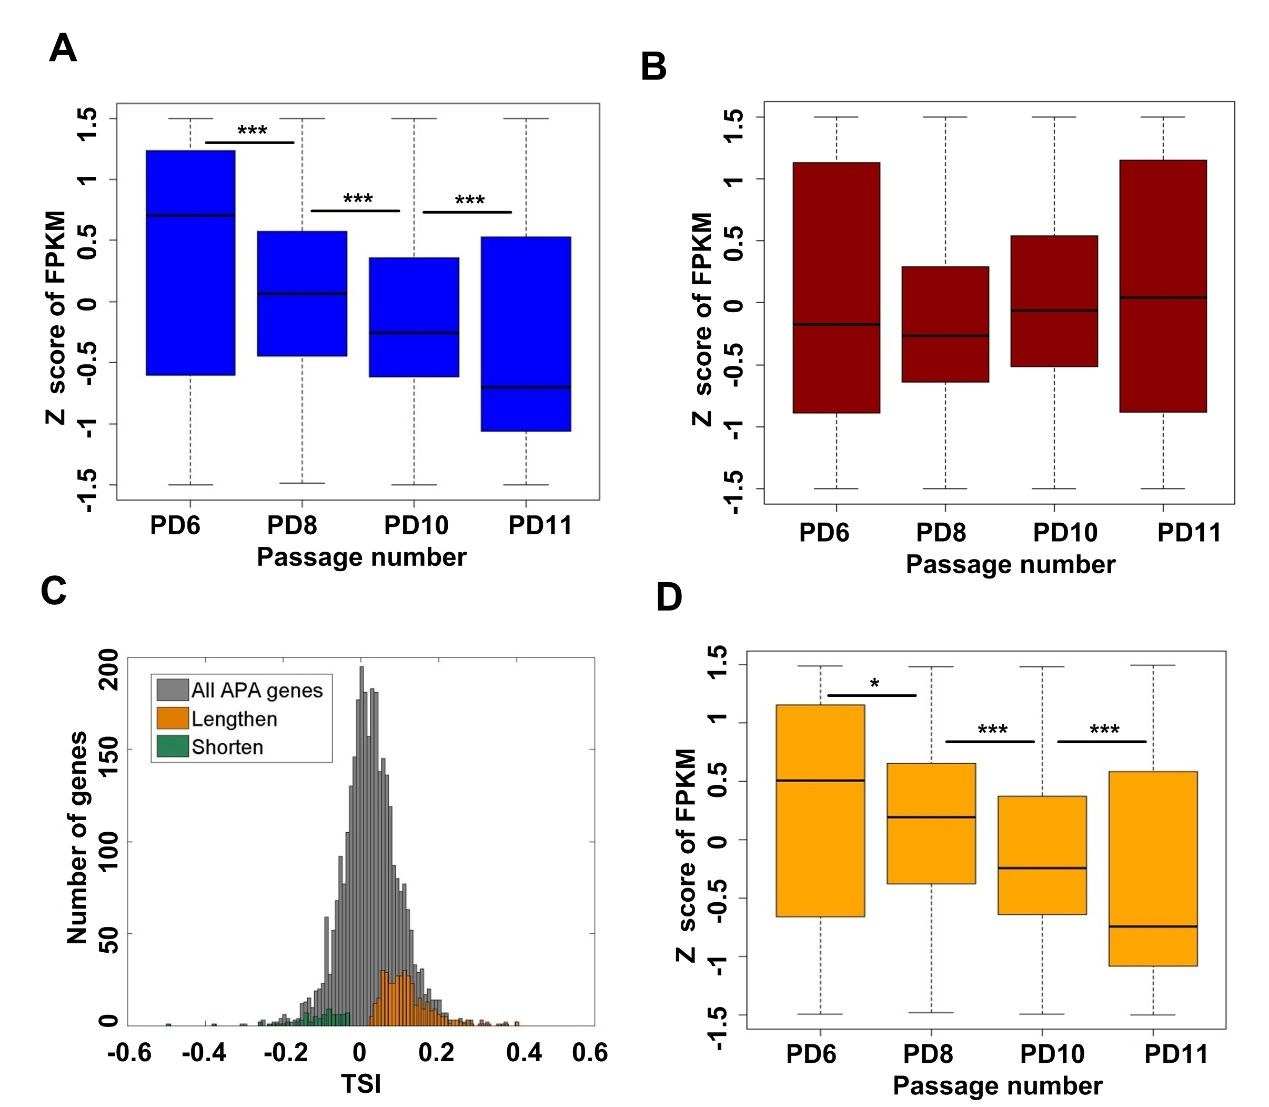 A
1.5
1
0.5
0
-0.5
-1
-1.5
Z score of FPKM
***
***
***
PD6 PD8 PD10 PD11
Passage number
B
1.5
1
0.5
0
-0.5
-1
-1.5
Z score of FPKM
PD6 PD8 PD10 PD11
Passage number
C
200
150
100
50
0
Number of genes
All APA genes
Lengthen
Shorten
-0.6 -0.4 -0.2 0 0.2 0.4 0.6
TSI
D
1.5
1
0.5
0
-0.5
-1
-1.5
Z score of FPKM
*
***
***
PD6 PD8 PD10 PD11
Passage number